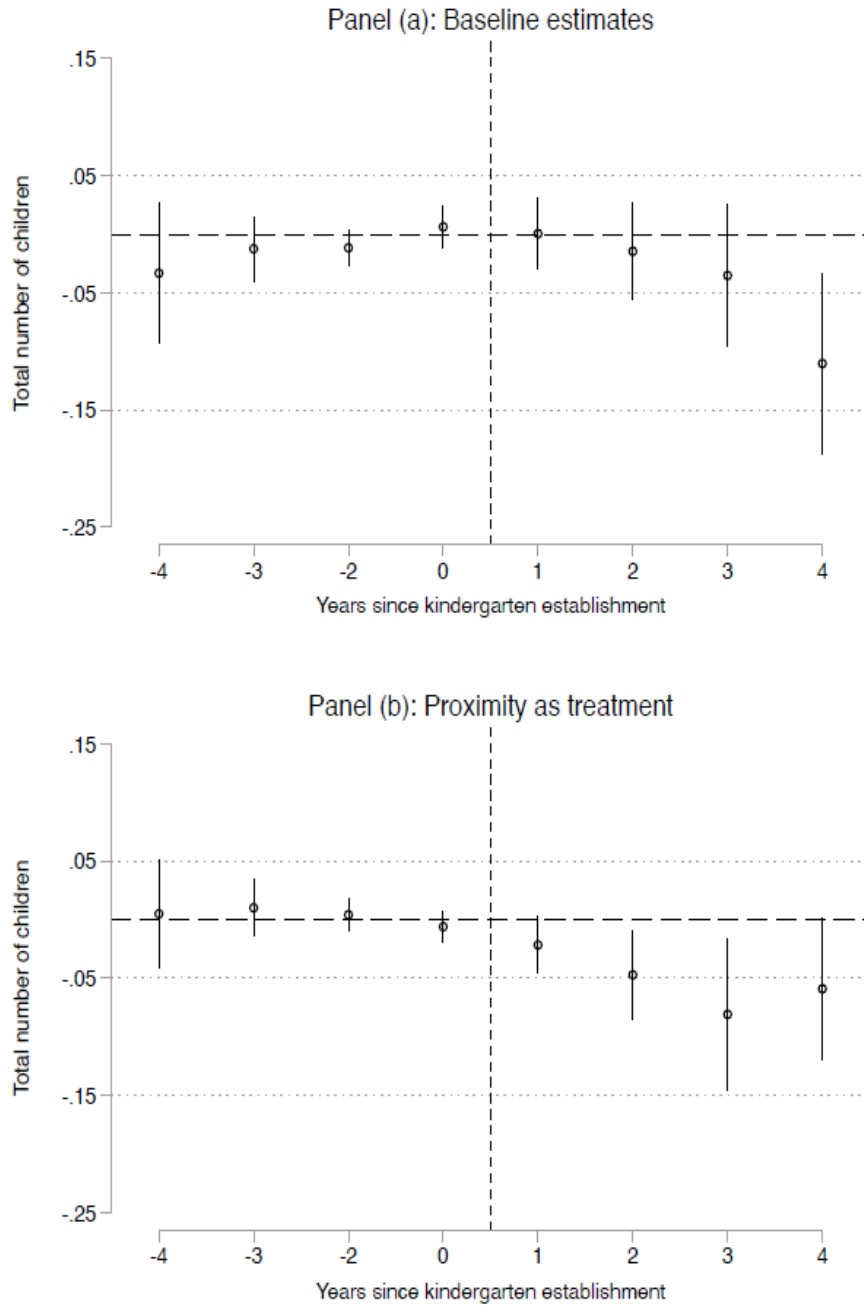 Panel (a): Baseline estimates
.15
.05
-.05
-.15
-.25
Total number of children
-4 -3 -2 0 1 2 3 4
Years since kindergarten establishment
Panel (b): Proximity as treatment
.15
.05
-.05
-.15
-.25
Total number of children
-4 -3 -2 0 1 2 3 4
Years since kindergarten establishment